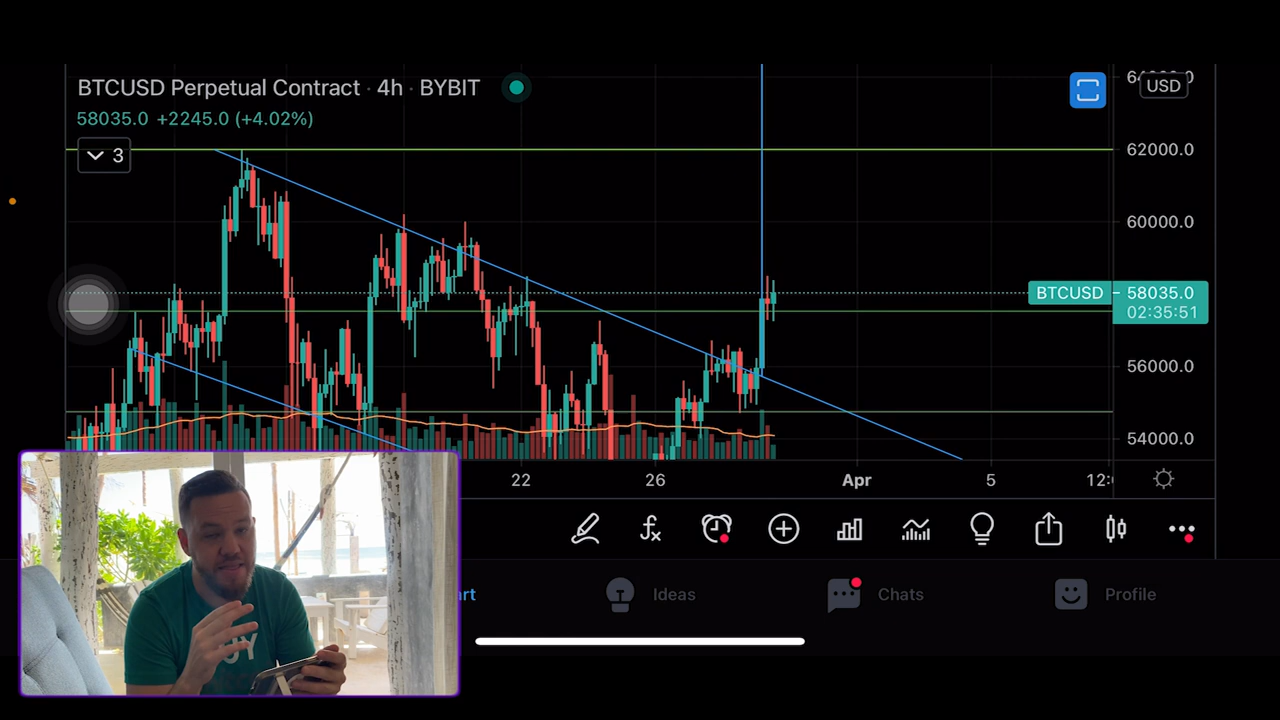 BTCUSD Perpetual Contract · 4h · BYBIT
USD
58035.0 +2245.0 (+4.02%)
3
62000.0
60000.0
BTCUSD
58035.0
02:35:51
56000.0
54000.0
22
26
Apr
5
Ideas
Chats
Profile